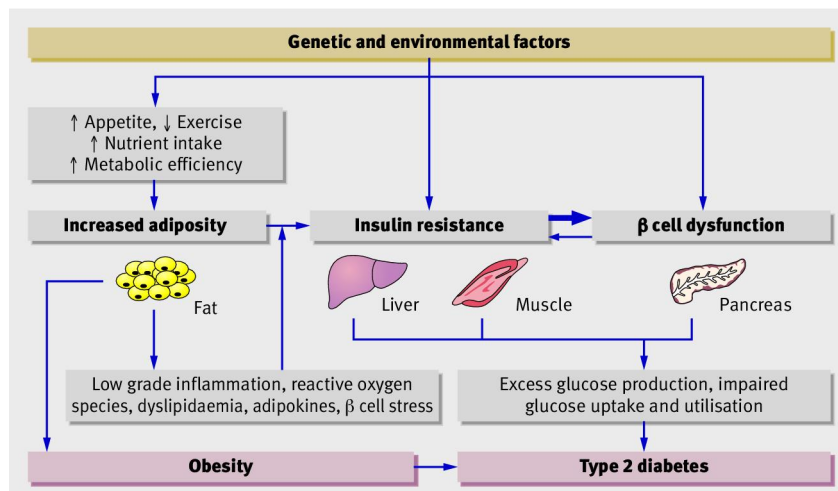 Genetic and environmental factors
↑ Appetite, ↓ Exercise
↑ Nutrient intake
↑ Metabolic efficiency
Increased adiposity
Insulin resistance
β cell dysfunction
Fat
Liver
Muscle
Pancreas
Low grade inflammation, reactive oxygen
species, dyslipidaemia, adipokines, β cell stress
Excess glucose production, impaired
glucose uptake and utilisation
Obesity
Type 2 diabetes